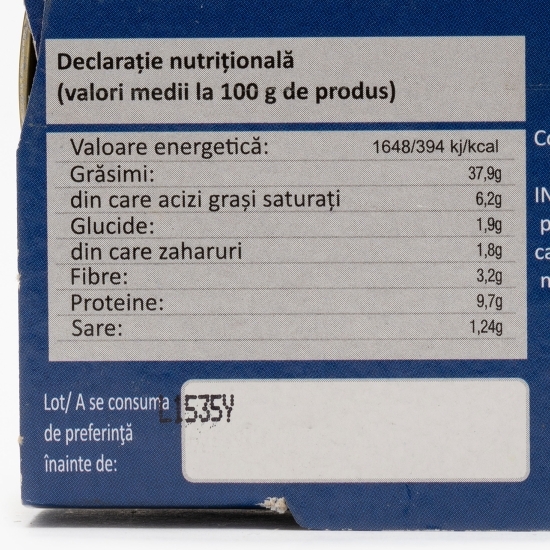 Declarație nutrițională
(valori medii la 100 g de produs)
Valoare energetică: 1648/394 kj/kcal
Grăsimi: 37,9g
din care acizi grași saturați 6,2g
Glucide: 1,9g
din care zaharuri 1,8g
Fibre: 3,2g
Proteine: 9,7g
Sare: 1,24g
Lot/ A se consuma L1535Y
de preferință
înainte de: